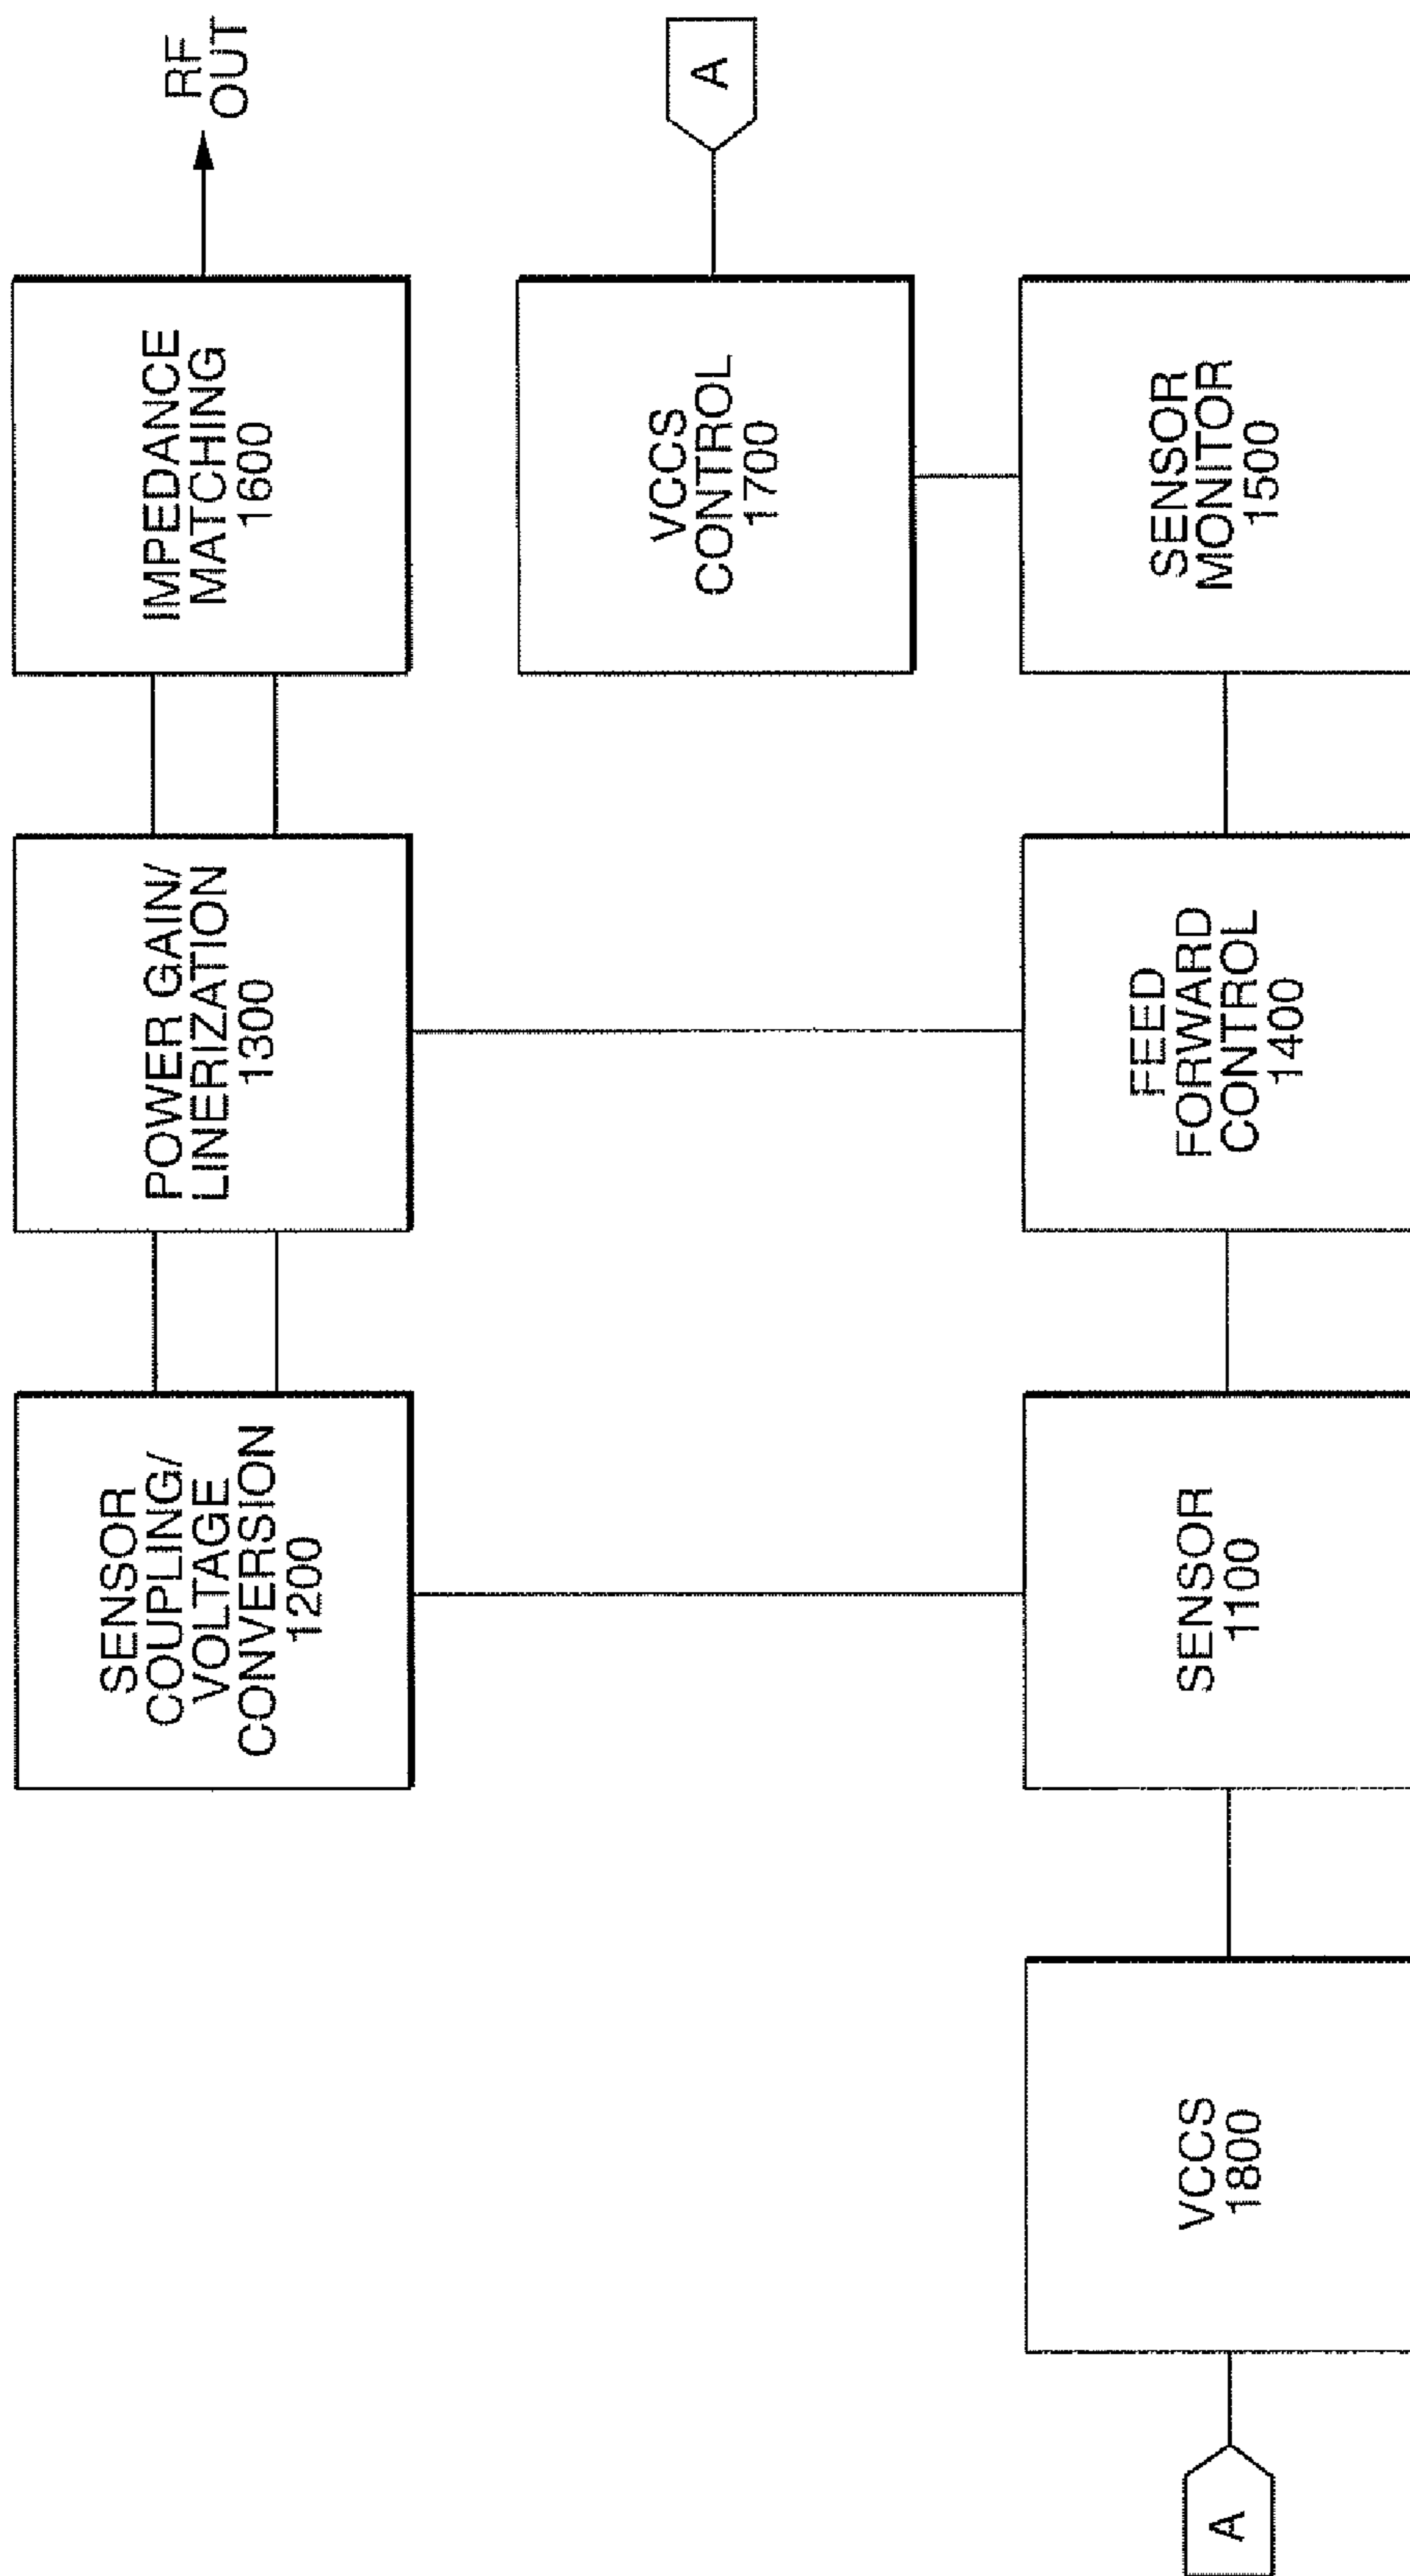 SENSOR
COUPLING/
VOLTAGE
CONVERSION
1200
POWER GAIN/
LINERIZATION
1300
IMPEDANCE
MATCHING
1600
RF
OUT
VCCS
CONTROL
1700
A
A
VCCS
1800
SENSOR
1100
FEED
FORWARD
CONTROL
1400
SENSOR
MONITOR
1500